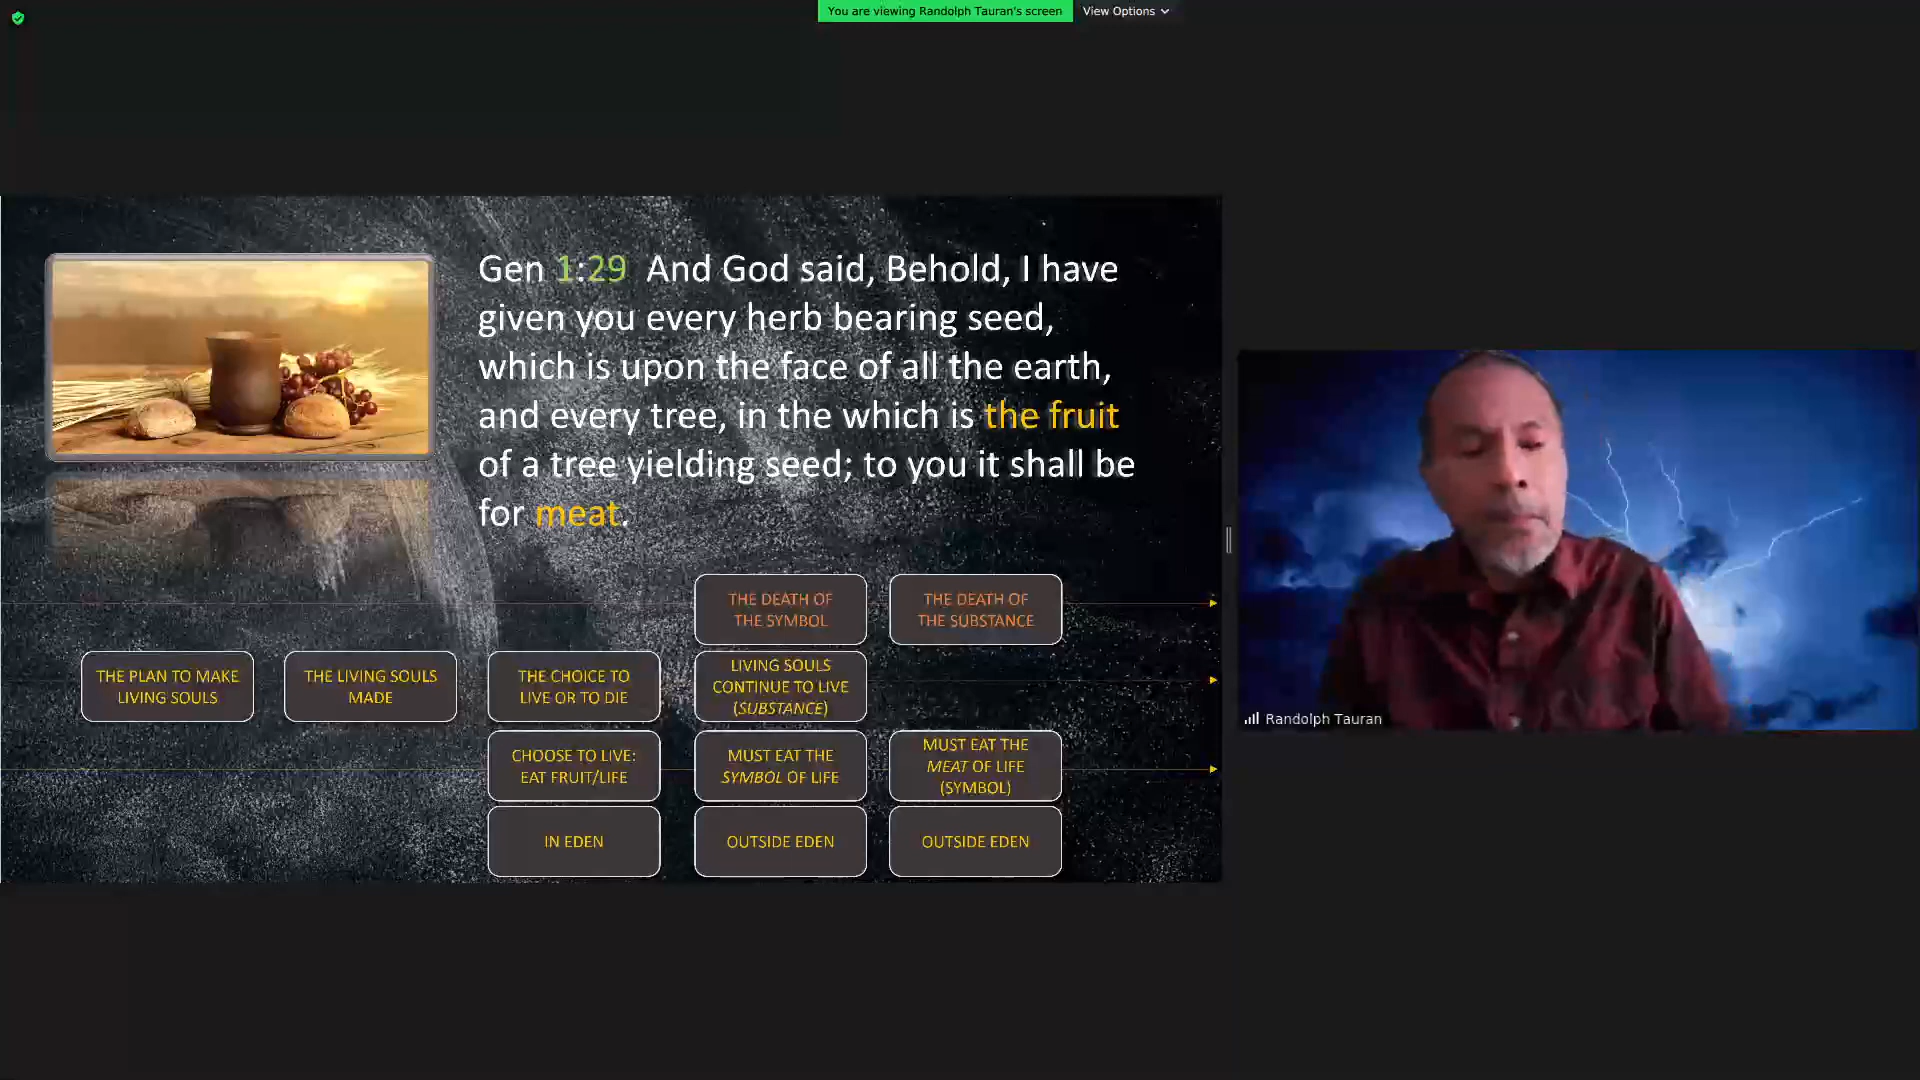 You are viewing Randolph Tauran's screen
View Options
Gen 1:29 And God said, Behold, I have
given you every herb bearing seed,
which is upon the face of all the earth,
and every tree, in the which is the fruit
of a tree yielding seed; to you it shall be
for meat.
THE DEATH OF
THE SYMBOL
THE DEATH OF
THE SUBSTANCE
THE PLAN TO MAKE
LIVING SOULS
THE LIVING SOULS
MADE
THE CHOICE TO
LIVE OR TO DIE
LIVING SOULS
CONTINUE TO LIVE
(SUBSTANCE)
CHOOSE TO LIVE:
EAT FRUIT/LIFE
MUST EAT THE
SYMBOL OF LIFE
MUST EAT THE
MEAT OF LIFE
(SYMBOL)
IN EDEN
OUTSIDE EDEN
OUTSIDE EDEN
Randolph Tauran